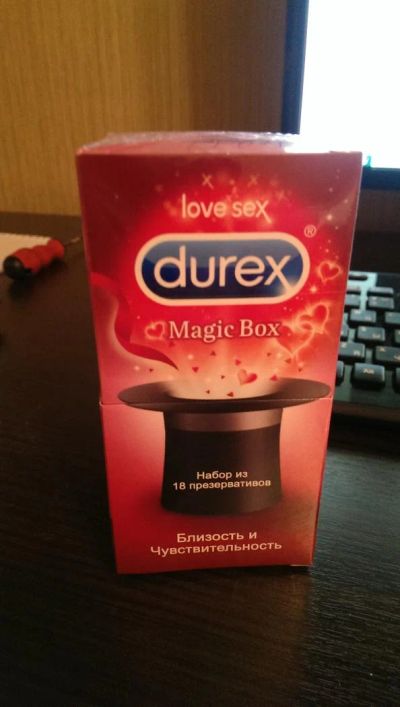 love sex
durex®
Magic Box
Набор из
18 презервативов
Близость и
Чувствительность